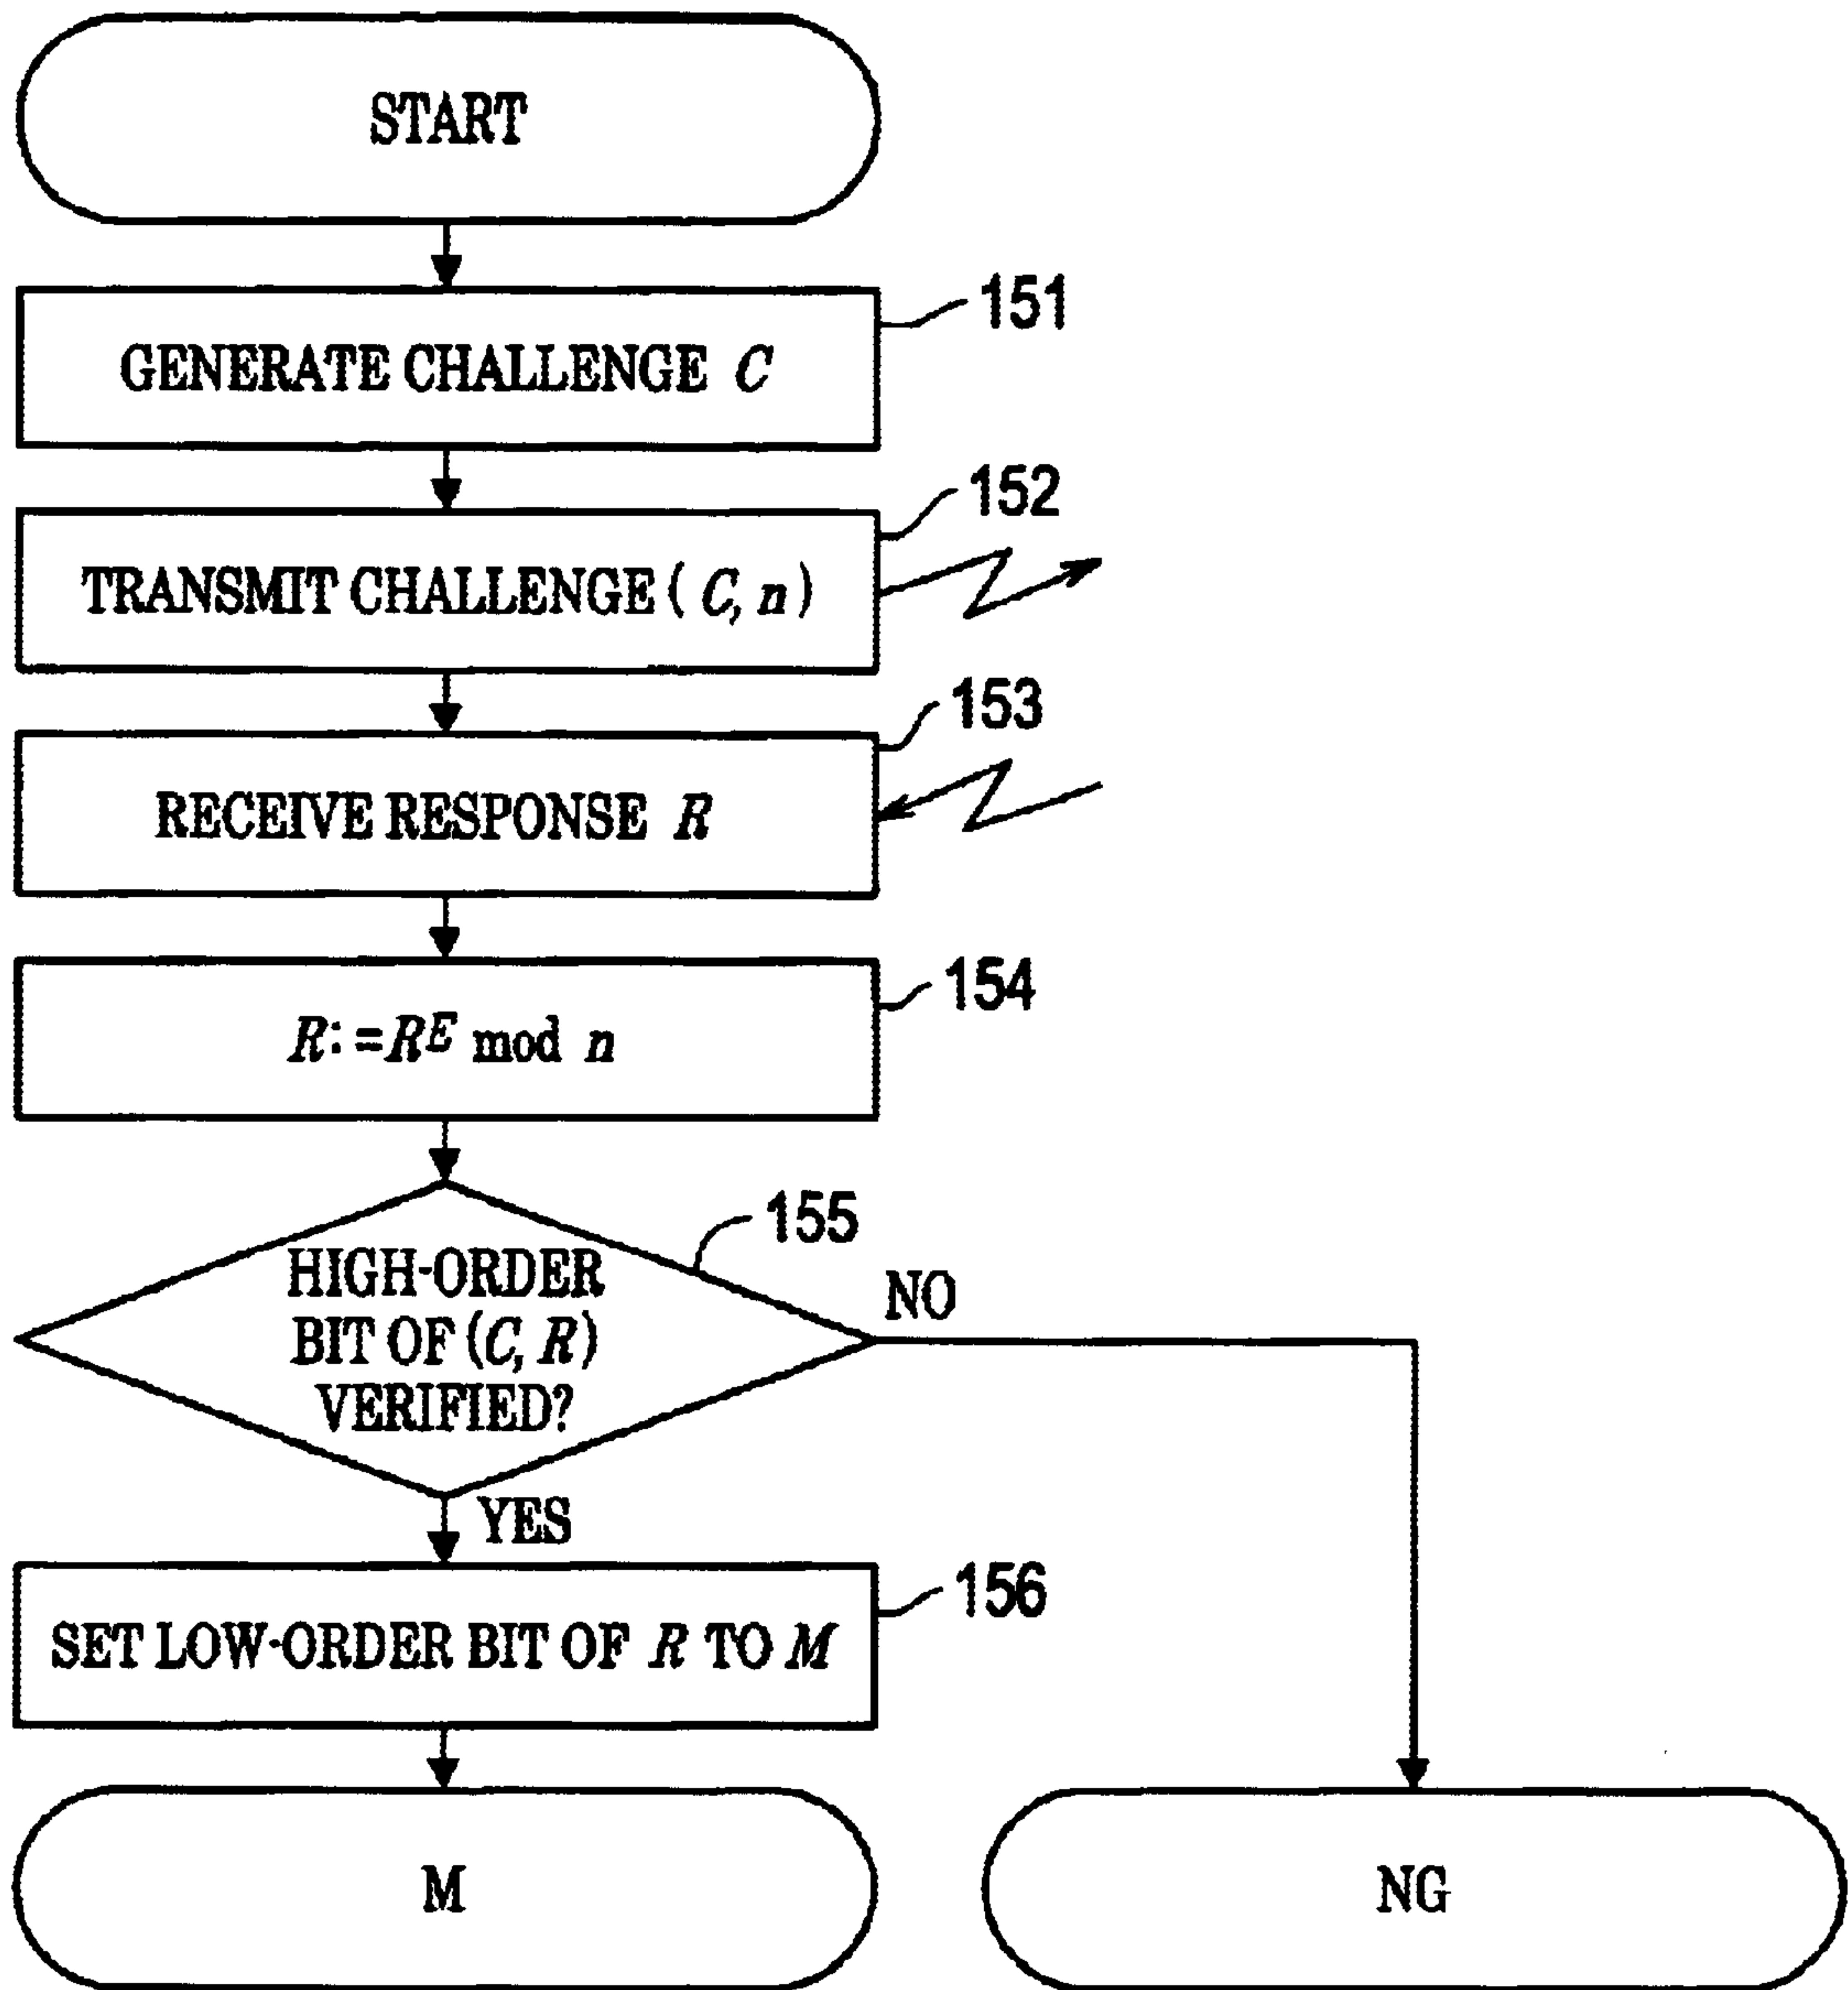 START
151
GENERATE CHALLENGE C
152
TRANSMIT CHALLENGE ( C, n )
153
RECEIVE RESPONSE R
154
R:=R^E mod n
155
HIGH-ORDER
BIT OF (C, R)
VERIFIED?
NO
YES
156
SET LOW-ORDER BIT OF R TO M
M
NG